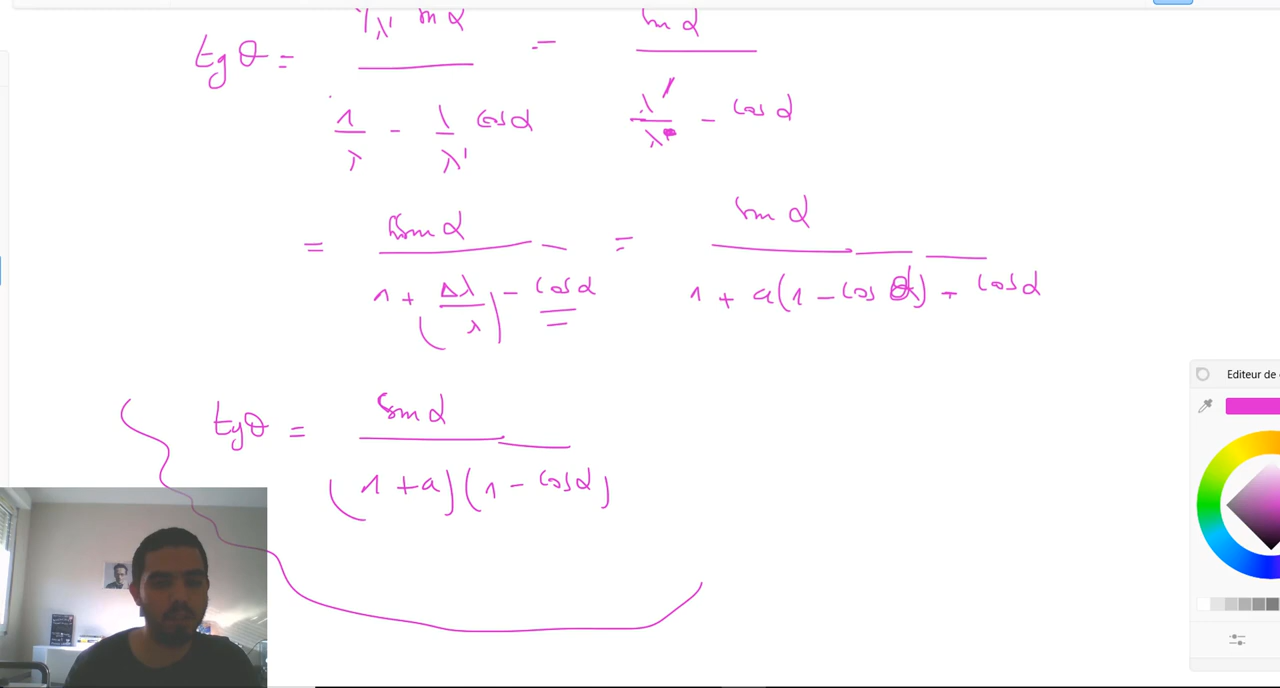 tgθ = (1/λ' sin α) / (1/λ - 1/λ' cos α) = sin α / (λ'/λ - cos α)
= sin α / (1 + (Δλ/λ) - cos α) = sin α / (1 + a(1 - cos α) - cos α)
Editeur de
tgθ = sin α / ((1 + a)(1 - cos α))